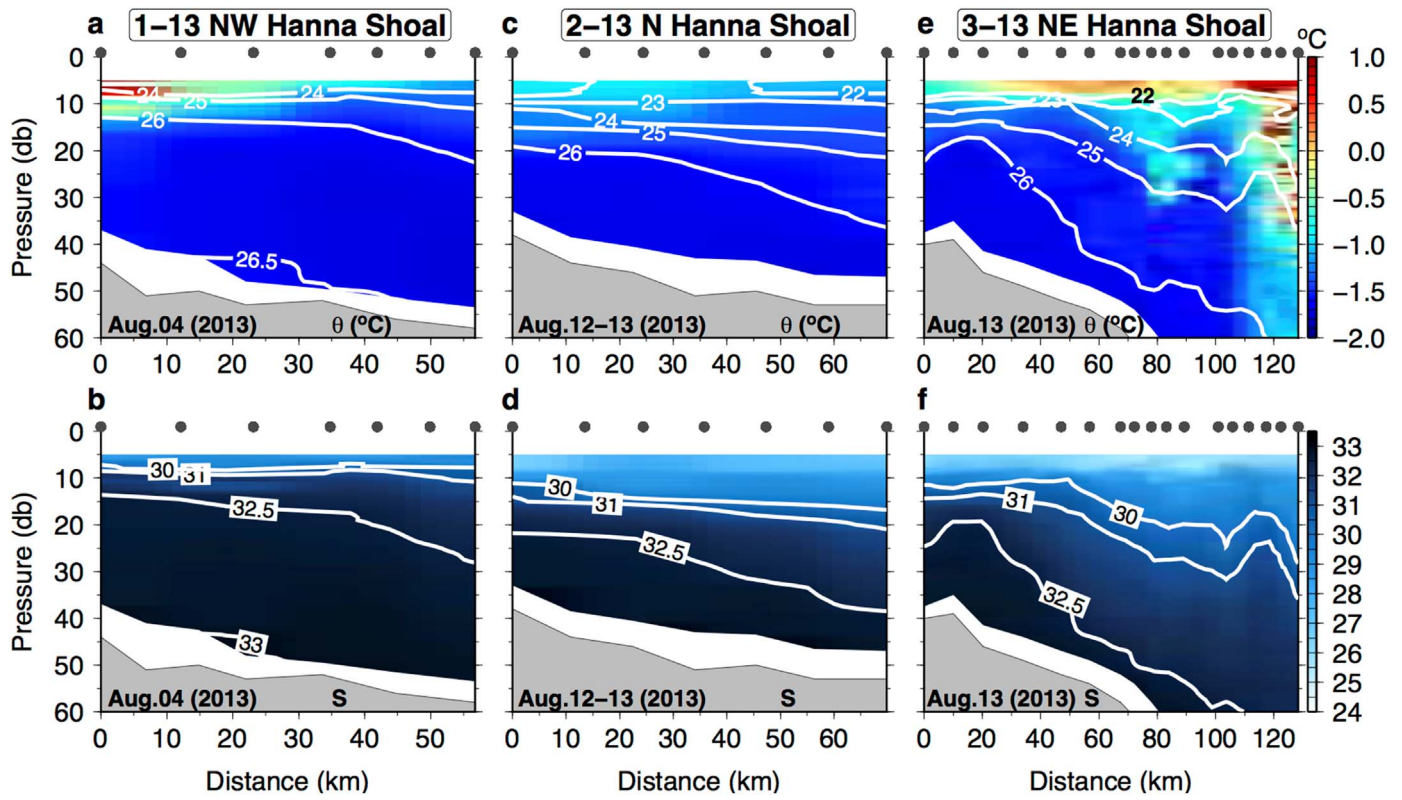 a 1–13 NW Hanna Shoal
c 2–13 N Hanna Shoal
e 3–13 NE Hanna Shoal
ºC
Pressure (db)
0
10
20
30
40
50
60
24
25
24
26
26.5
Aug.04 (2013) θ (ºC)
0 10 20 30 40 50
22
23
24
25
26
Aug.12–13 (2013) θ (ºC)
0 10 20 30 40 50 60
23
22
24
25
26
Aug.13 (2013) θ (ºC)
0 20 40 60 80 100 120
1.0
0.5
0.0
−0.5
−1.0
−1.5
−2.0
b
d
f
Pressure (db)
0
10
20
30
40
50
60
30 31
32.5
33
Aug.04 (2013) S
0 10 20 30 40 50
Distance (km)
30
31
32.5
Aug.12–13 (2013) S
0 10 20 30 40 50 60
Distance (km)
31
30
32.5
Aug.13 (2013) S
0 20 40 60 80 100 120
Distance (km)
33
32
31
30
29
28
27
26
25
24